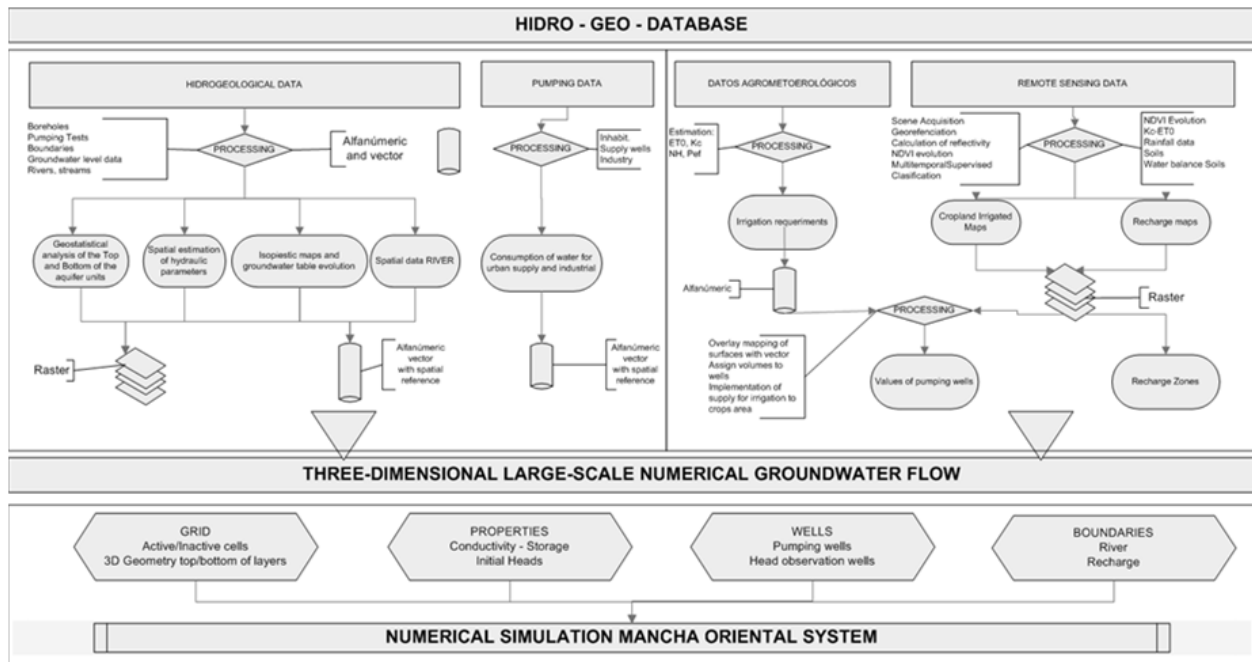 HIDRO - GEO - DATABASE
HIDROGEOLOGICAL DATA
Boreholes
Pumping Tests
Boundaries
Groundwater level data
Rivers, streams
PROCESSING
Alfanúmeric
and vector
Geostatistical
analysis of the Top
and Bottom of the
aquifer units
Spatial estimation
of hydraulic
parameters
Isopiestic maps and
groundwater table evolution
Spatial data RIVER
Raster
Alfanúmeric
vector
with spatial
reference
PUMPING DATA
PROCESSING
Inhabit.
Supply wells
Industry
Consumption of water for
urban supply and industrial
Alfanúmeric
vector
with spatial
reference
DATOS AGROMETOEROLÓGICOS
Estimation:
ET0, Kc
NH, Pef
PROCESSING
Irrigation requeriments
Alfanúmeric
REMOTE SENSING DATA
Scene Acquisition
Georefenciation
Calculation of reflectivity
NDVI evolution
MultitemporalSupervised
Clasification
PROCESSING
NDVI Evolution
Kc-ET0
Rainfall data
Soils
Water balance Soils
Cropland Irrigated
Maps
Recharge maps
Raster
PROCESSING
Overlay mapping of
surfaces with vector
Assign volumes to
wells
Implementation of
supply for irrigation to
crops area
Values of pumping wells
Recharge Zones
THREE-DIMENSIONAL LARGE-SCALE NUMERICAL GROUNDWATER FLOW
GRID
Active/Inactive cells
3D Geometry top/bottom of layers
PROPERTIES
Conductivity - Storage
Initial Heads
WELLS
Pumping wells
Head observation wells
BOUNDARIES
River
Recharge
NUMERICAL SIMULATION MANCHA ORIENTAL SYSTEM